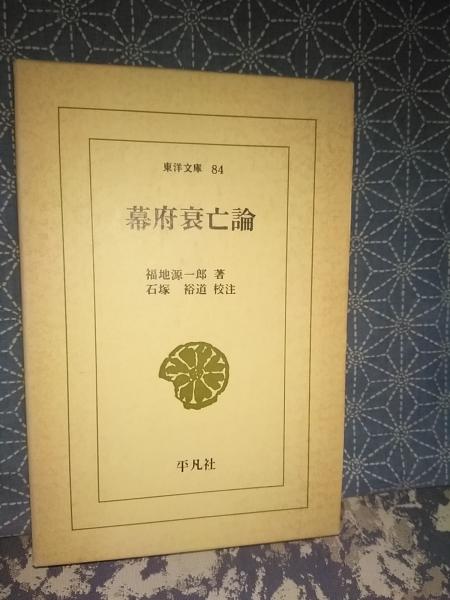 東洋文庫 84
幕府衰亡論
福地源一郎 著
石塚 裕道 校注
平凡社